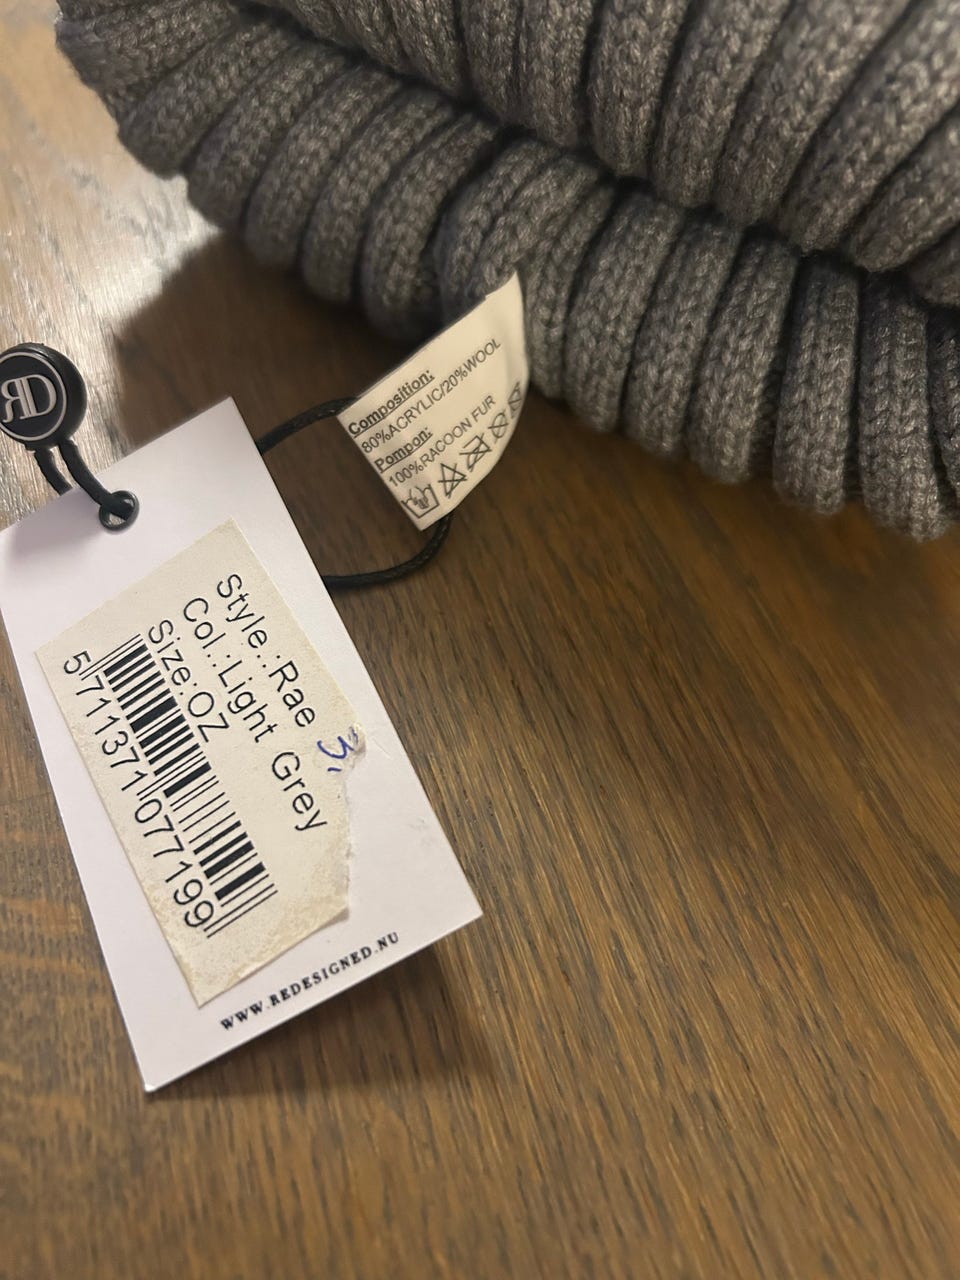 Composition:
80%ACRYLIC/20%WOOL
Pompon:
100%RACOON FUR
RD
Style.:Rae
Col.:Light Grey
Size:OZ
5711371077199
WWW.REDESIGNED.NU